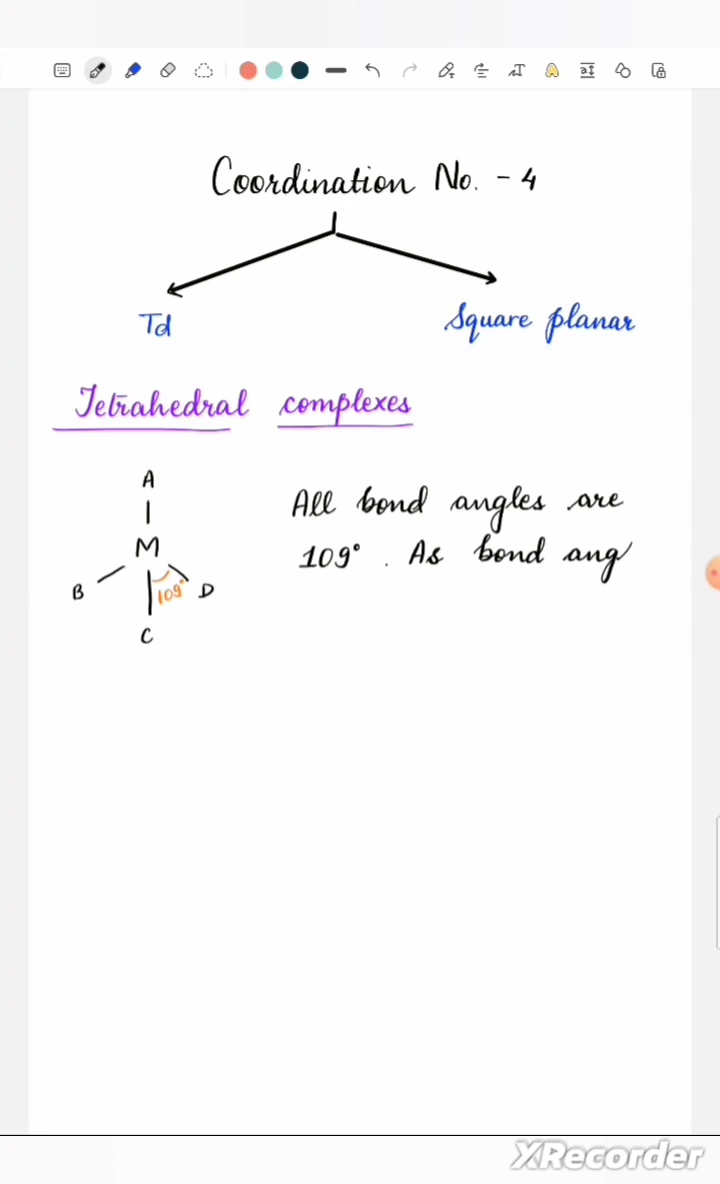 Coordination No. - 4
Td
Square planar
Tetrahedral complexes
A
M
B
109°
D
C
All bond angles are
109°. As bond ang
XRecorder